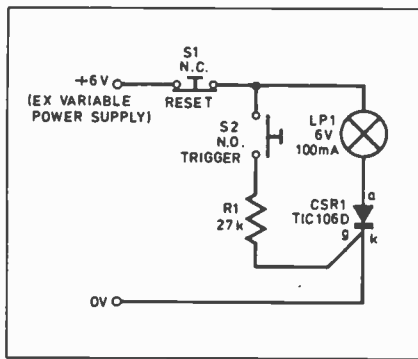 S1
N.C.
+6V
(EX VARIABLE
POWER SUPPLY)
RESET
S2
N.O.
TRIGGER
LP1
6V
100mA
R1
27k
CSR1
TIC106D
a
g
k
0V